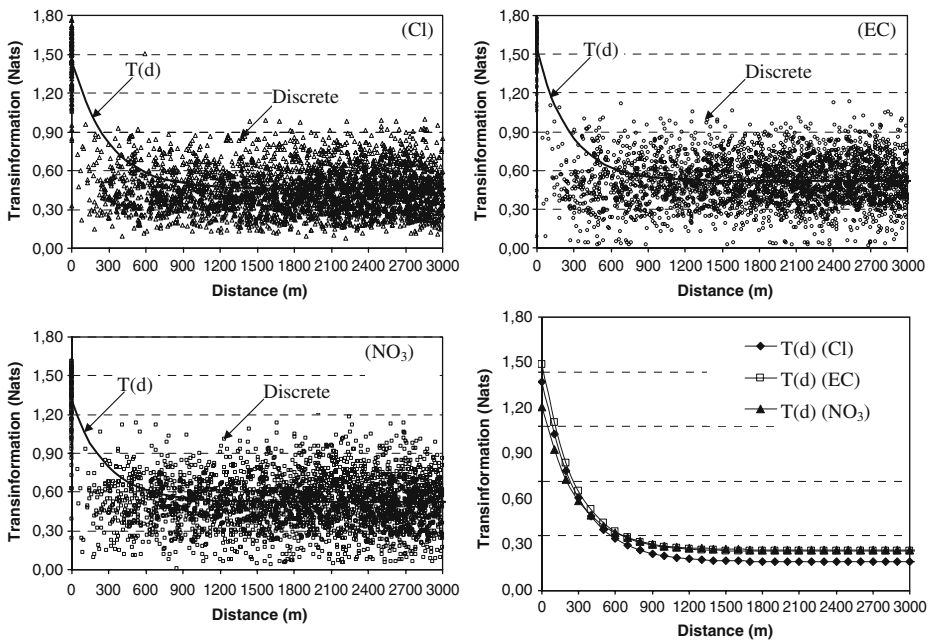 Transinformation (Nats)
1,80
1,50
1,20
0,90
0,60
0,30
0,00
(Cl)
T(d)
Discrete
0 300 600 900 1200 1500 1800 2100 2400 2700 3000
Distance (m)
Transinformation (Nats)
1,80
1,50
1,20
0,90
0,60
0,30
0,00
(EC)
T(d)
Discrete
0 300 600 900 1200 1500 1800 2100 2400 2700 3000
Distance (m)
Transinformation (Nats)
1,80
1,50
1,20
0,90
0,60
0,30
0,00
(NO₃)
T(d)
Discrete
0 300 600 900 1200 1500 1800 2100 2400 2700 3000
Distance (m)
Transinformation (Nats)
1,80
1,50
1,20
0,90
0,60
0,30
0,00
T(d) (Cl)
T(d) (EC)
T(d) (NO₃)
0 300 600 900 1200 1500 1800 2100 2400 2700 3000
Distance (m)